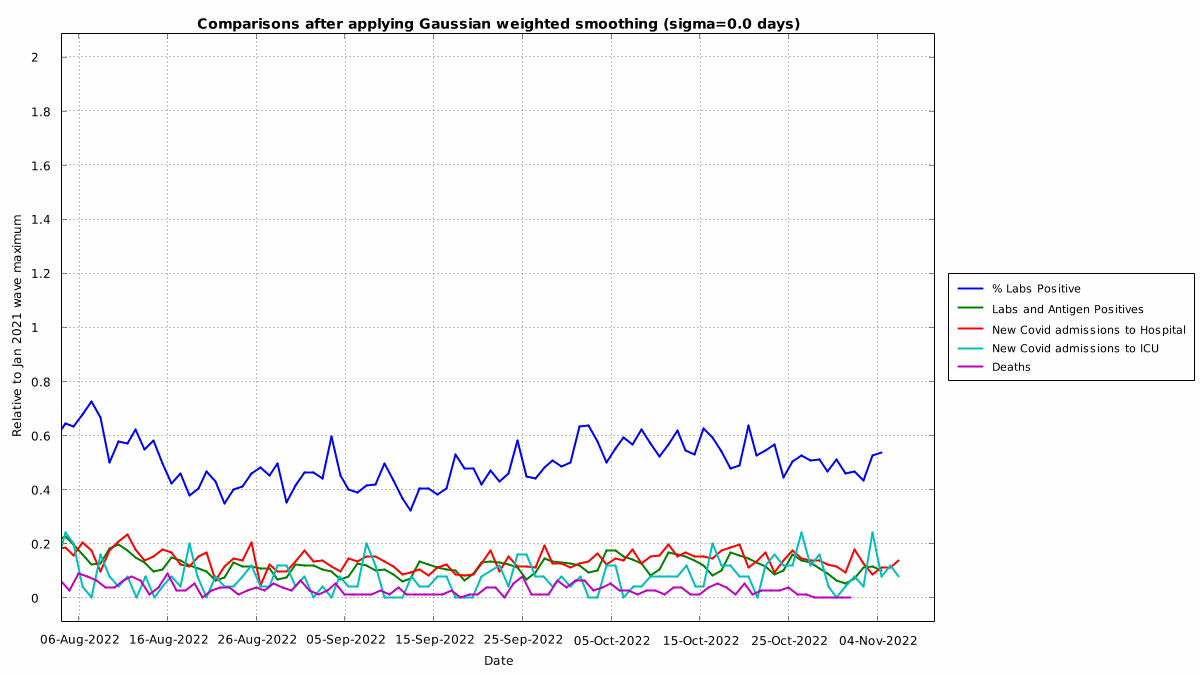 Comparisons after applying Gaussian weighted smoothing (sigma=0.0 days)
Relative to Jan 2021 wave maximum
2
1.8
1.6
1.4
1.2
1
0.8
0.6
0.4
0.2
0
06-Aug-2022 16-Aug-2022 26-Aug-2022 05-Sep-2022 15-Sep-2022 25-Sep-2022 05-Oct-2022 15-Oct-2022 25-Oct-2022 04-Nov-2022
Date
% Labs Positive
Labs and Antigen Positives
New Covid admissions to Hospital
New Covid admissions to ICU
Deaths